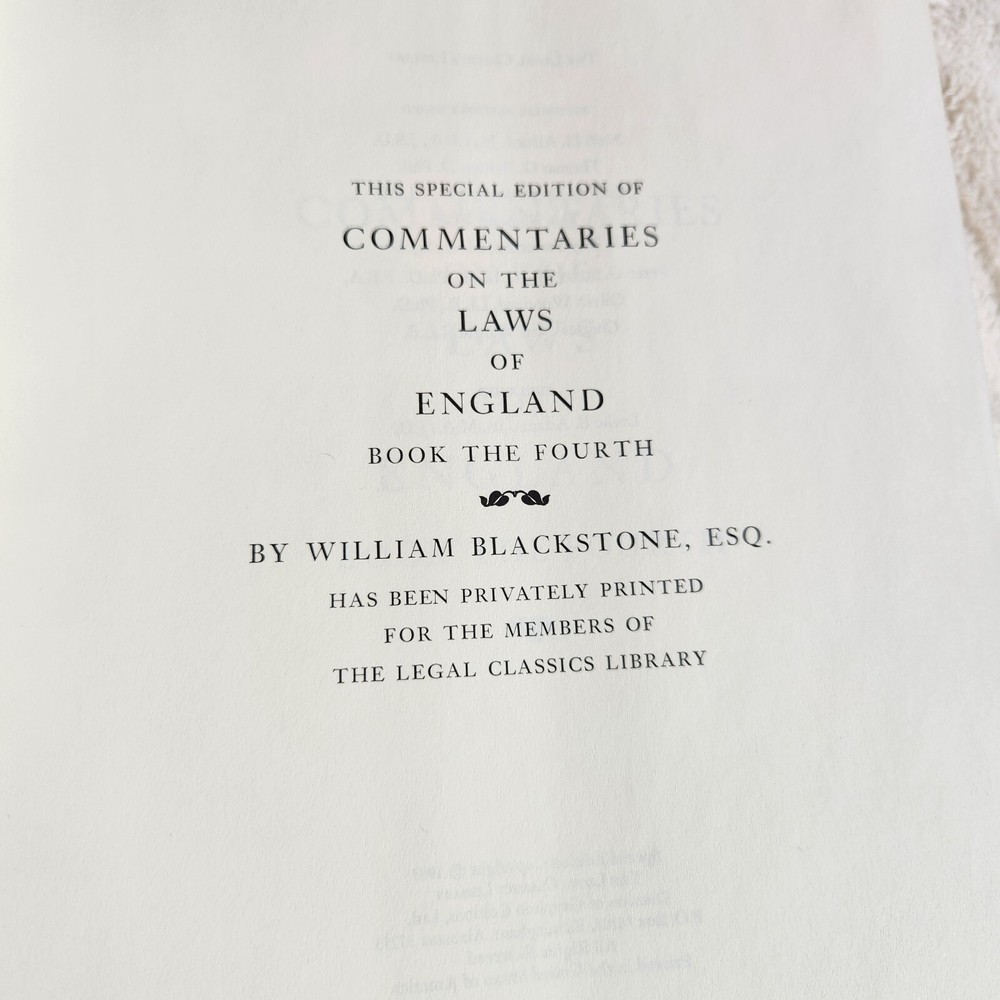 THIS SPECIAL EDITION OF
COMMENTARIES
ON THE
LAWS
OF
ENGLAND
BOOK THE FOURTH
BY WILLIAM BLACKSTONE, ESQ.
HAS BEEN PRIVATELY PRINTED
FOR THE MEMBERS OF
THE LEGAL CLASSICS LIBRARY